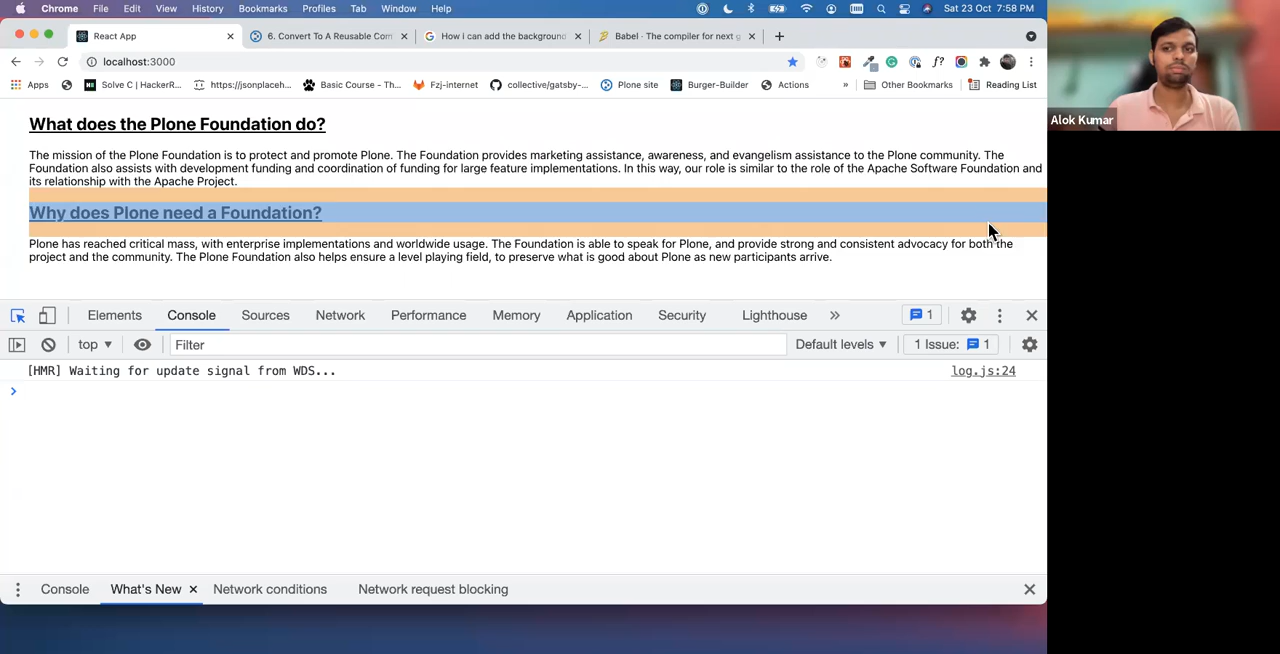 Chrome File Edit View History Bookmarks Profiles Tab Window Help Sat 23 Oct 7:58 PM
React App 6. Convert To A Reusable Com How i can add the background Babel · The compiler for next g
localhost:3000
Apps Solve C | HackerR... https://jsonplaceh... Basic Course - Th... Fzj-internet collective/gatsby-... Plone site Burger-Builder Actions » Other Bookmarks Reading List
What does the Plone Foundation do?
The mission of the Plone Foundation is to protect and promote Plone. The Foundation provides marketing assistance, awareness, and evangelism assistance to the Plone community. The
Foundation also assists with development funding and coordination of funding for large feature implementations. In this way, our role is similar to the role of the Apache Software Foundation and
its relationship with the Apache Project.
Why does Plone need a Foundation?
Plone has reached critical mass, with enterprise implementations and worldwide usage. The Foundation is able to speak for Plone, and provide strong and consistent advocacy for both the
project and the community. The Plone Foundation also helps ensure a level playing field, to preserve what is good about Plone as new participants arrive.
Elements Console Sources Network Performance Memory Application Security Lighthouse » 1
top Filter Default levels 1 Issue: 1
[HMR] Waiting for update signal from WDS... log.js:24
Console What's New Network conditions Network request blocking
Alok Kumar